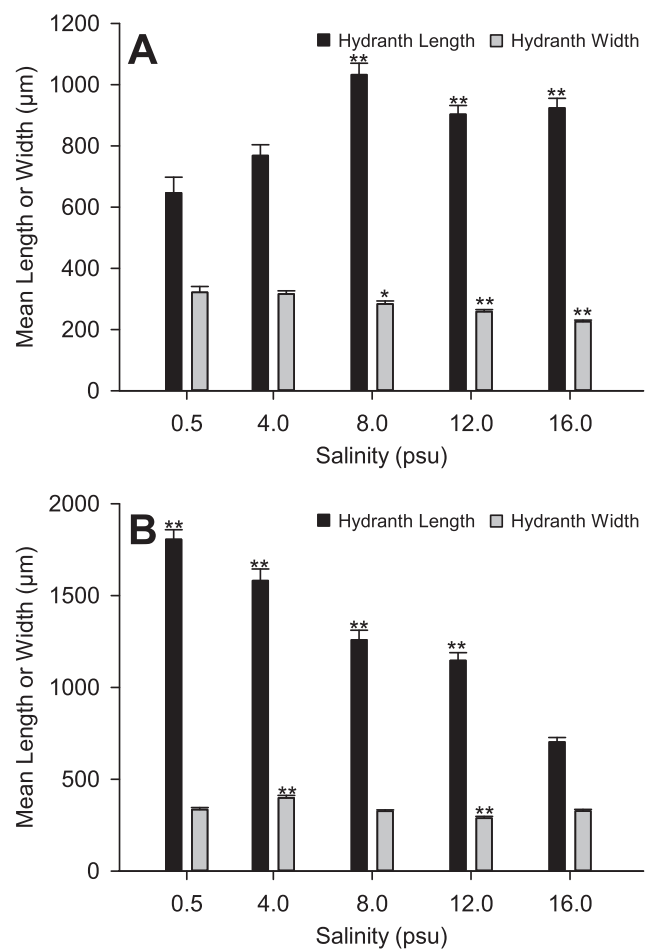 A
Hydranth Length Hydranth Width
Mean Length or Width (µm)
1200
1000
800
600
400
200
0
** ** **
* ** **
0.5 4.0 8.0 12.0 16.0
Salinity (psu)
B
Hydranth Length Hydranth Width
Mean Length or Width (µm)
2000
1500
1000
500
0
** ** ** **
** **
0.5 4.0 8.0 12.0 16.0
Salinity (psu)